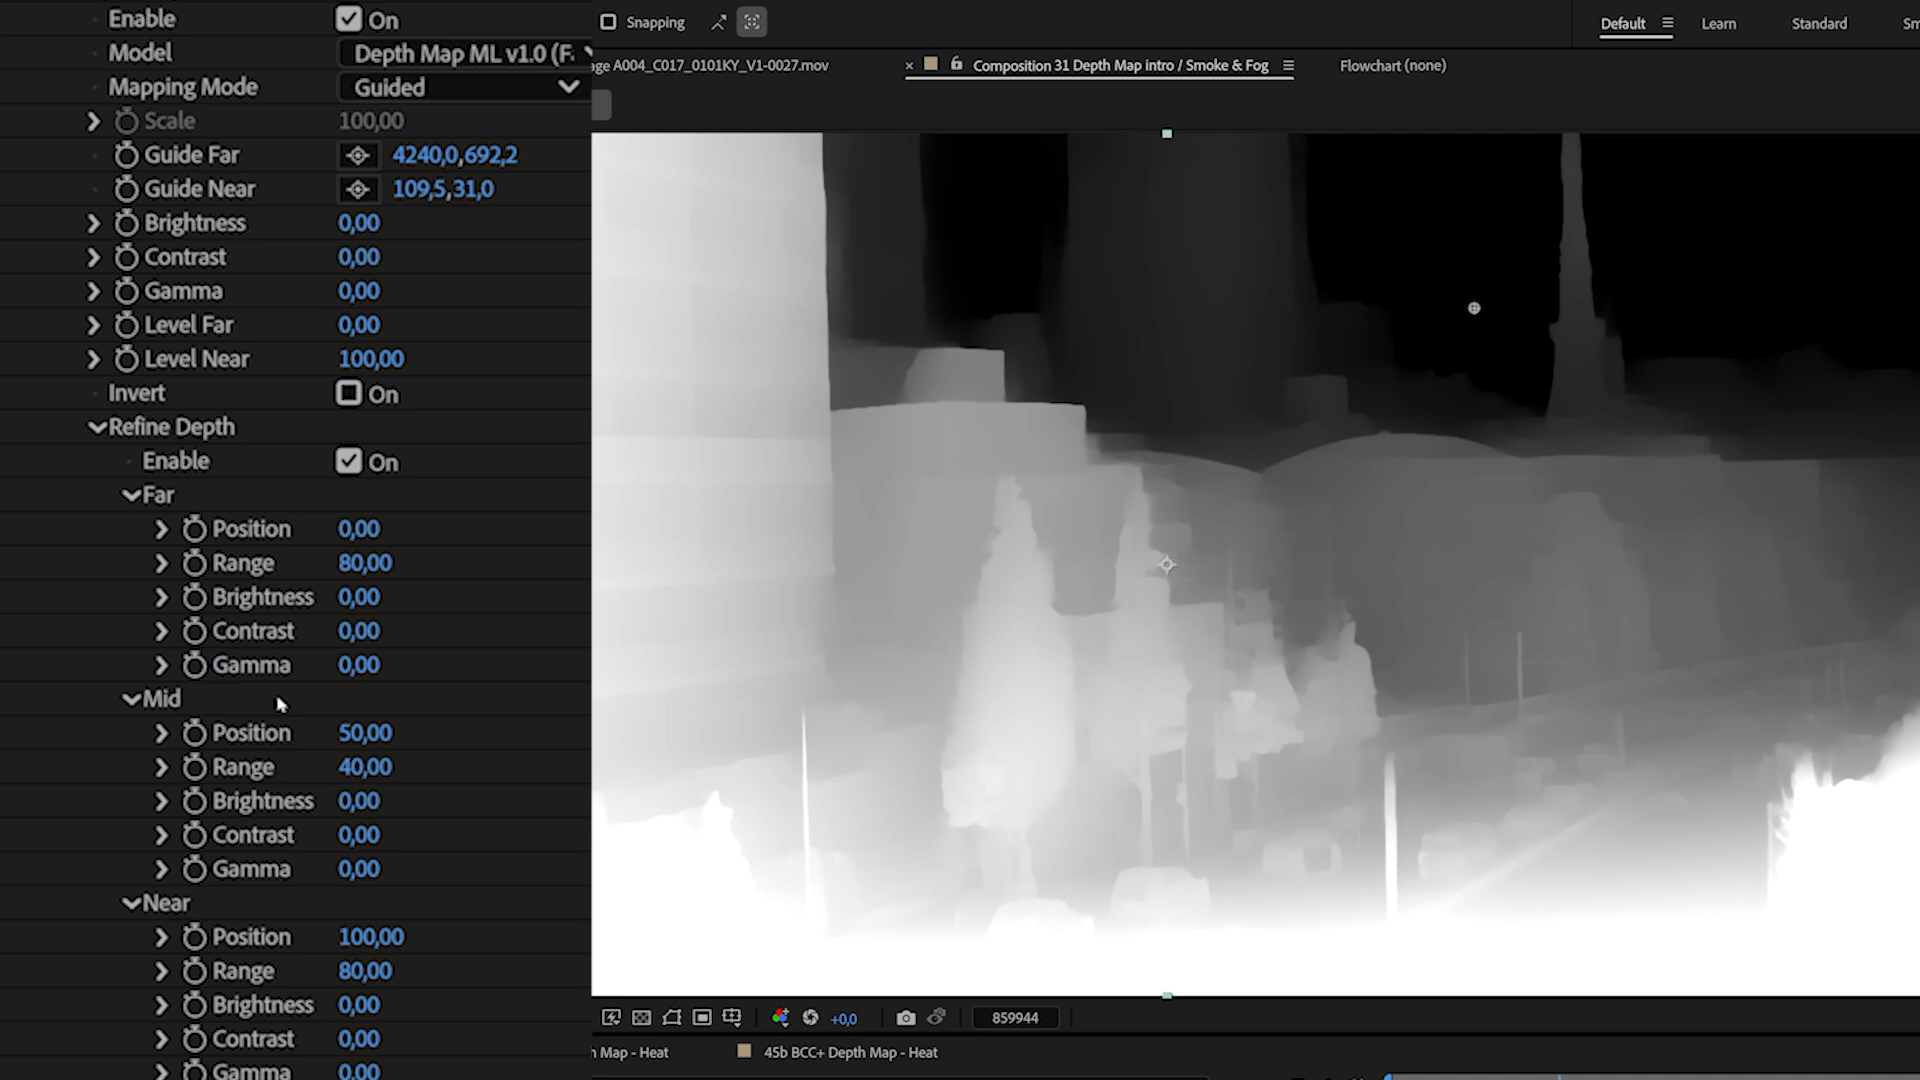 Enable On
Model Depth Map ML v1.0 (F.
Mapping Mode Guided
Scale 100,00
Guide Far 4240,0,692,2
Guide Near 109,5,31,0
Brightness 0,00
Contrast 0,00
Gamma 0,00
Level Far 0,00
Level Near 100,00
Invert On
Refine Depth
Enable On
Far
Position 0,00
Range 80,00
Brightness 0,00
Contrast 0,00
Gamma 0,00
Mid
Position 50,00
Range 40,00
Brightness 0,00
Contrast 0,00
Gamma 0,00
Near
Position 100,00
Range 80,00
Brightness 0,00
Contrast 0,00
Gamma 0,00
Snapping
Default Learn Standard Sm
age A004_C017_0101KY_V1-0027.mov
× Composition 31 Depth Map intro / Smoke & Fog
Flowchart (none)
+0,0
859944
h Map - Heat
45b BCC+ Depth Map - Heat